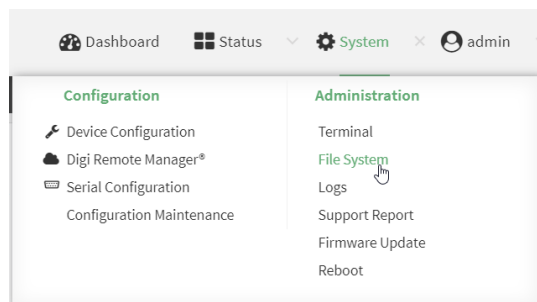 Dashboard Status System admin
Configuration Administration
Device Configuration Terminal
Digi Remote Manager® File System
Serial Configuration Logs
Configuration Maintenance Support Report
Firmware Update
Reboot